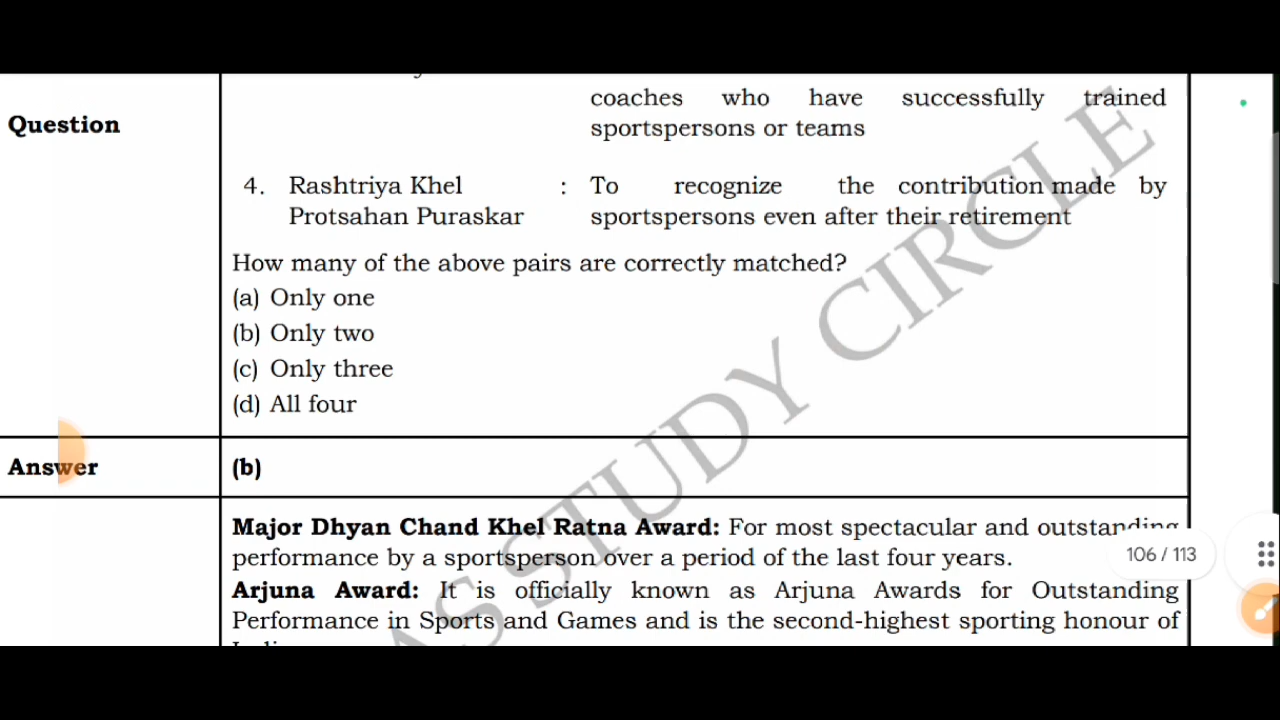 coaches who have successfully trained
sportspersons or teams
Question
4. Rashtriya Khel : To recognize the contribution made by
Protsahan Puraskar sportspersons even after their retirement
How many of the above pairs are correctly matched?
(a) Only one
(b) Only two
(c) Only three
(d) All four
Answer (b)
Major Dhyan Chand Khel Ratna Award: For most spectacular and outstanding
performance by a sportsperson over a period of the last four years.
106 / 113
Arjuna Award: It is officially known as Arjuna Awards for Outstanding
Performance in Sports and Games and is the second-highest sporting honour of
AS STUDY CIRCLE